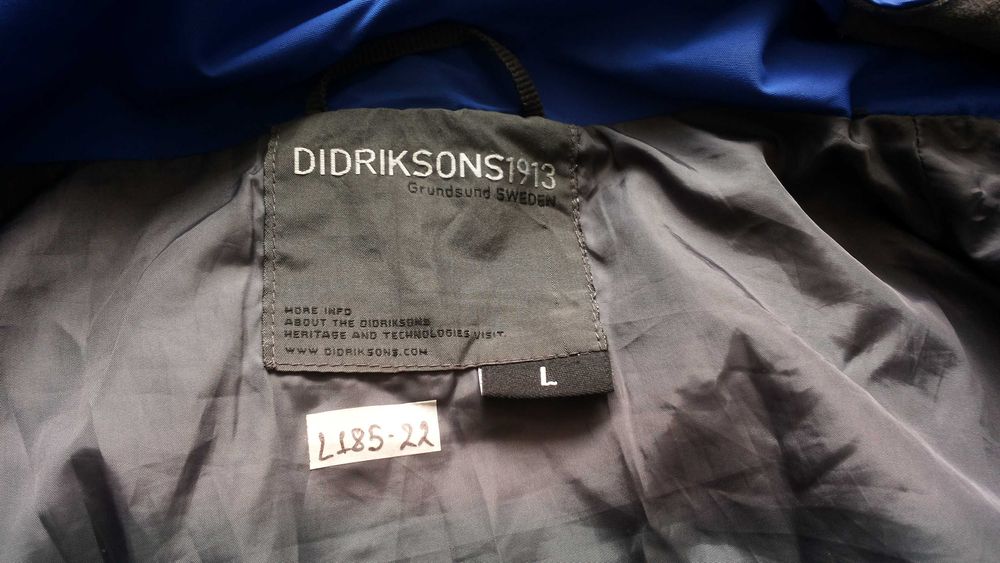 DIDRIKSONS1913
Grundsund SWEDEN
MORE INFO
ABOUT THE DIDRIKSONS
HERITAGE AND TECHNOLOGIES VISIT.
WWW.DIDRIKSONS.COM
L
L185-22